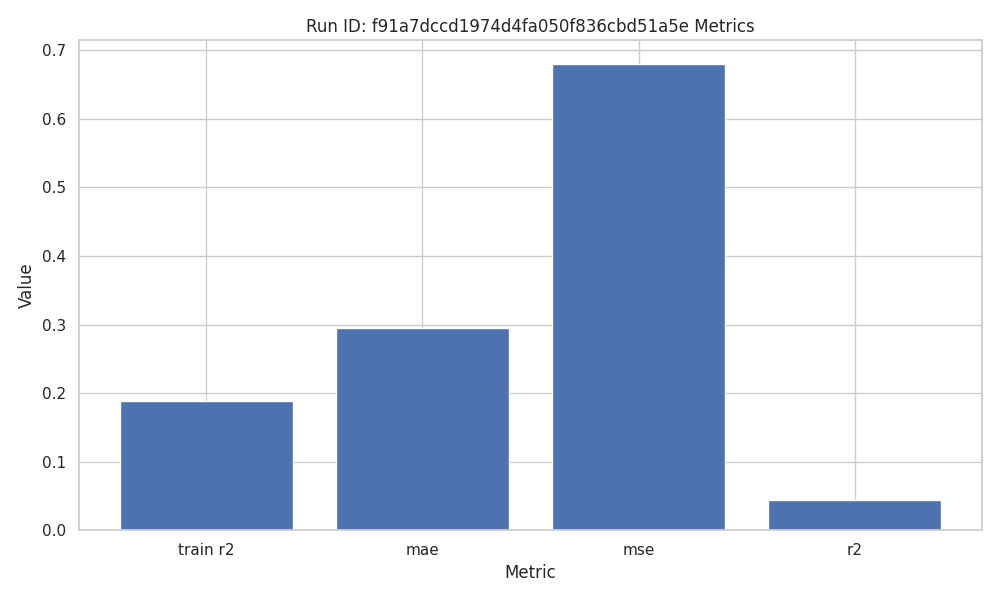 Run ID: f91a7dccd1974d4fa050f836cbd51a5e Metrics
0.7
0.6
0.5
0.4
0.3
0.2
0.1
0.0
Value
train r2
mae
mse
r2
Metric